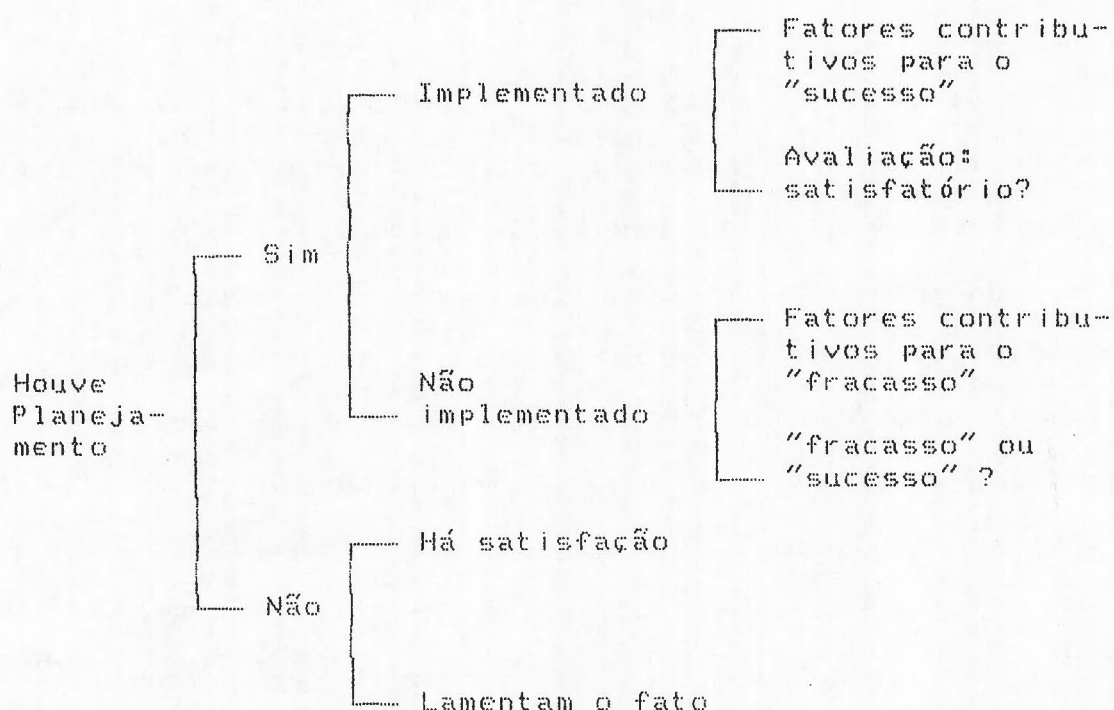 Fatores contribu-
tivos para o
"sucesso"
Implementado
Avaliação:
satisfatório?
Sim
Fatores contribu-
tivos para o
"fracasso"
Houve
Planeja-
mento
Não
implementado
"fracasso" ou
"sucesso" ?
Há satisfação
Não
Lamentam o fato